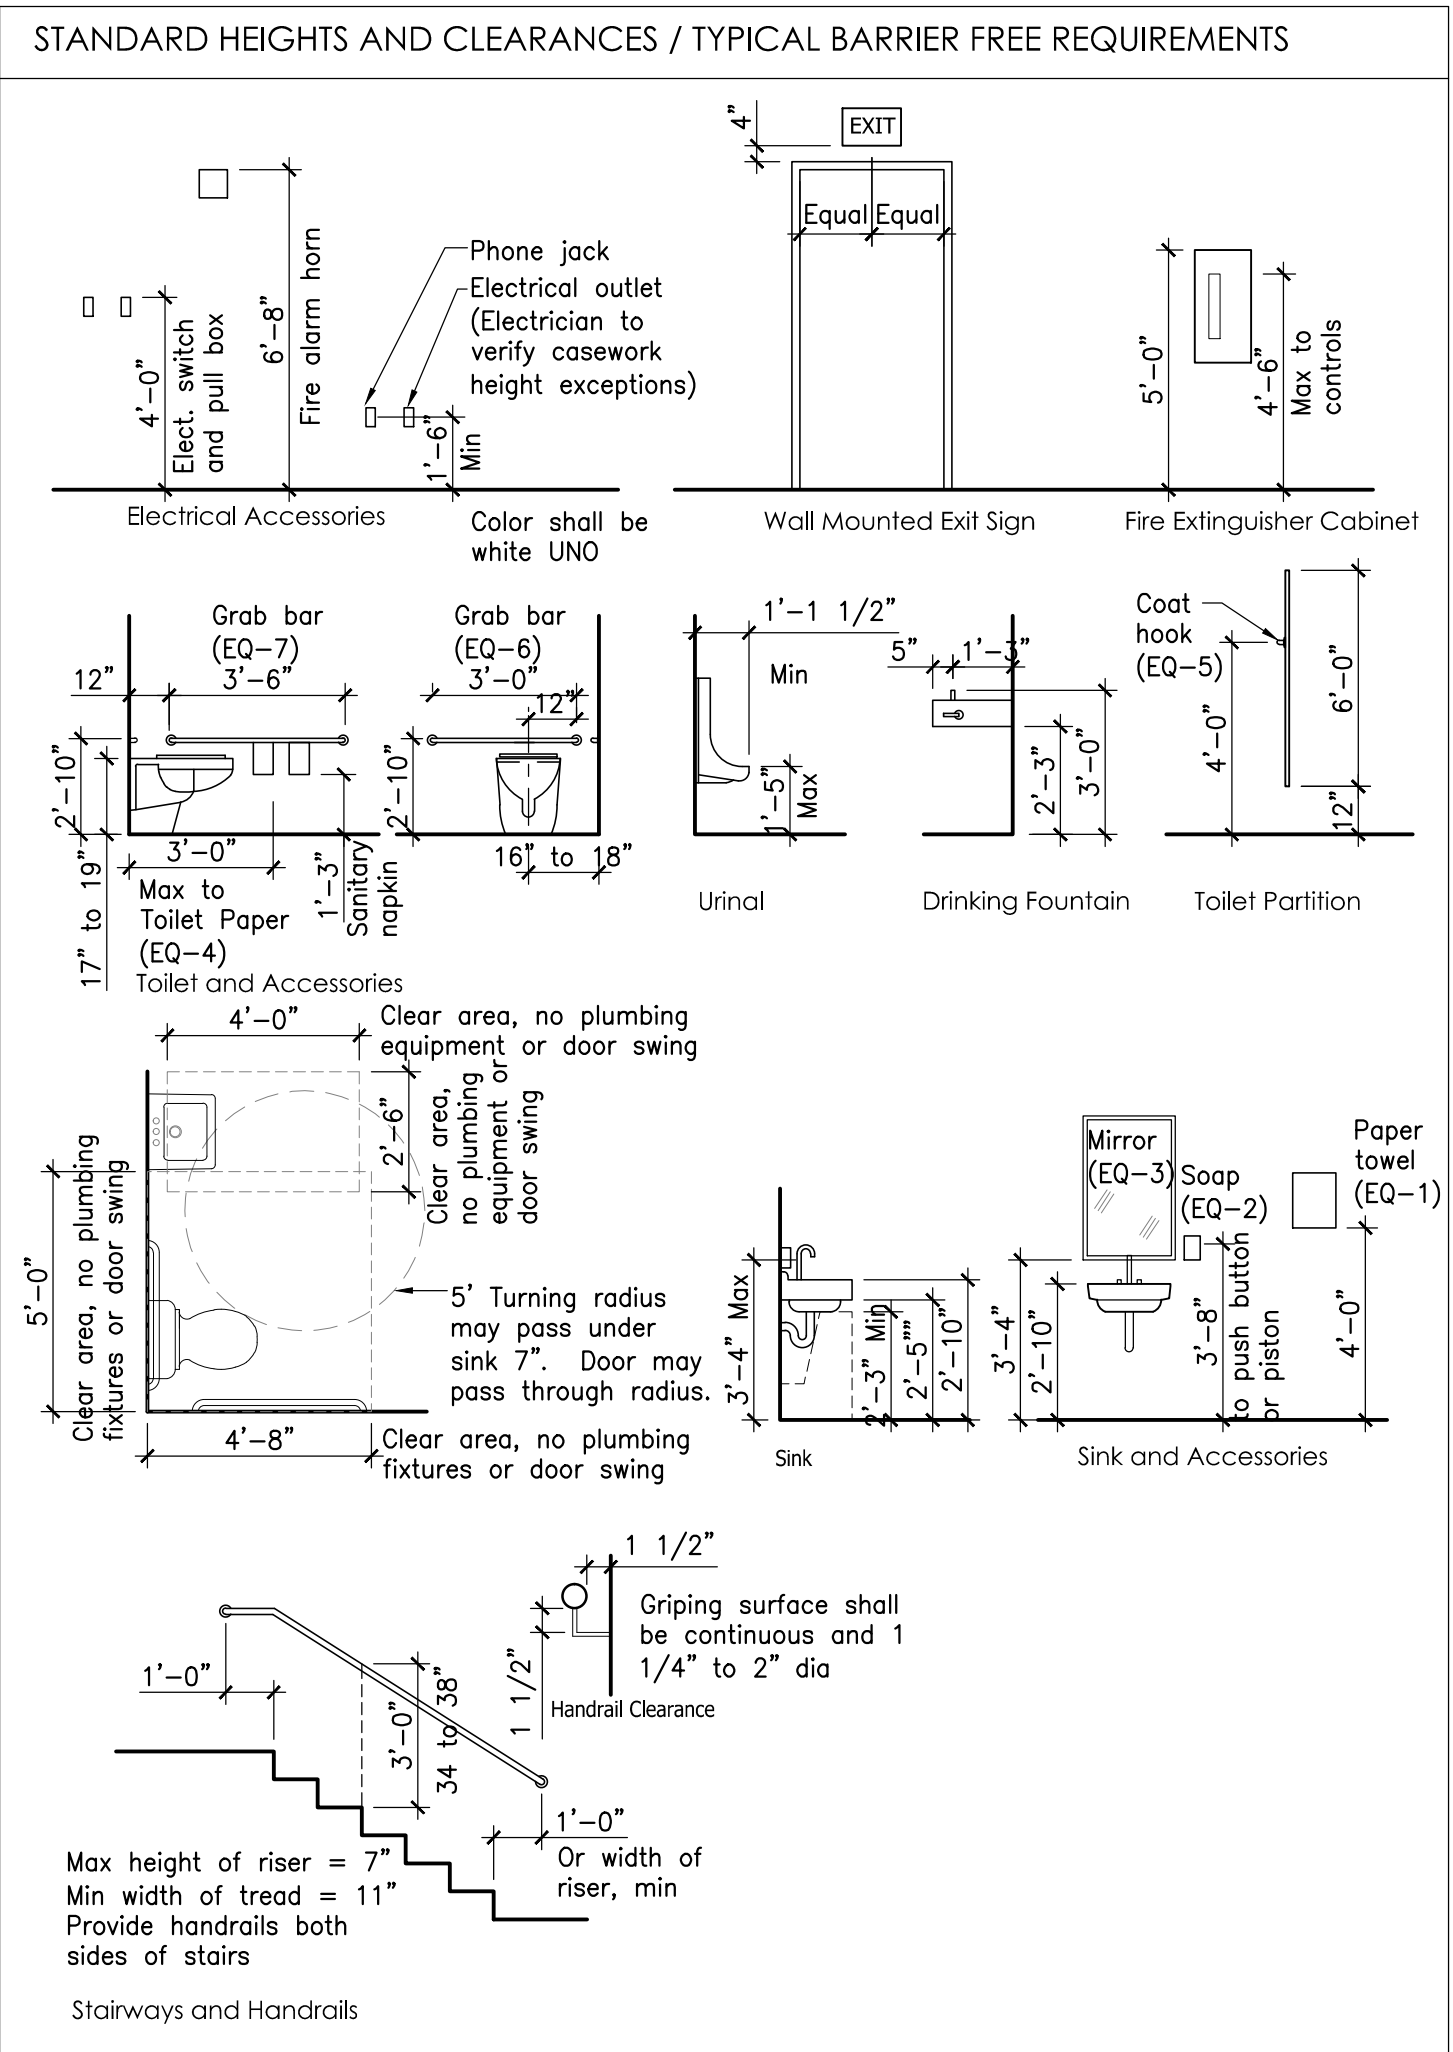 STANDARD HEIGHTS AND CLEARANCES / TYPICAL BARRIER FREE REQUIREMENTS
4'-0"
Elect. switch
and pull box
6'-8"
Fire alarm horn
Phone jack
Electrical outlet
(Electrician to
verify casework
height exceptions)
1'-6"
Min
Electrical Accessories
Color shall be
white UNO
4"
EXIT
Equal
Equal
Wall Mounted Exit Sign
5'-0"
4'-6"
Max to
controls
Fire Extinguisher Cabinet
Grab bar
(EQ-7)
12"
3'-6"
2'-10"
17" to 19"
3'-0"
Max to
Toilet Paper
(EQ-4)
1'-3"
Sanitary
napkin
Grab bar
(EQ-6)
3'-0"
12"
2'-10"
16" to 18"
Toilet and Accessories
1'-1 1/2"
Min
1'-5"
Max
Urinal
5"
1'-3"
2'-3"
3'-0"
Drinking Fountain
Coat
hook
(EQ-5)
4'-0"
6'-0"
12"
Toilet Partition
4'-0"
Clear area, no plumbing
equipment or door swing
2'-6"
Clear area,
no plumbing
equipment or
door swing
5'-0"
Clear area, no plumbing
fixtures or door swing
5' Turning radius
may pass under
sink 7".  Door may
pass through radius.
4'-8"
Clear area, no plumbing
fixtures or door swing
3'-4" Max
2'-3" Min
2'-5""
2'-10"
Sink
Mirror
(EQ-3)
Soap
(EQ-2)
Paper
towel
(EQ-1)
3'-4"
2'-10"
3'-8"
to push button
or piston
4'-0"
Sink and Accessories
1'-0"
3'-0"
34 to 38"
1'-0"
Or width of
riser, min
Max height of riser = 7"
Min width of tread = 11"
Provide handrails both
sides of stairs
Stairways and Handrails
1 1/2"
1 1/2"
Griping surface shall
be continuous and 1
1/4" to 2" dia
Handrail Clearance